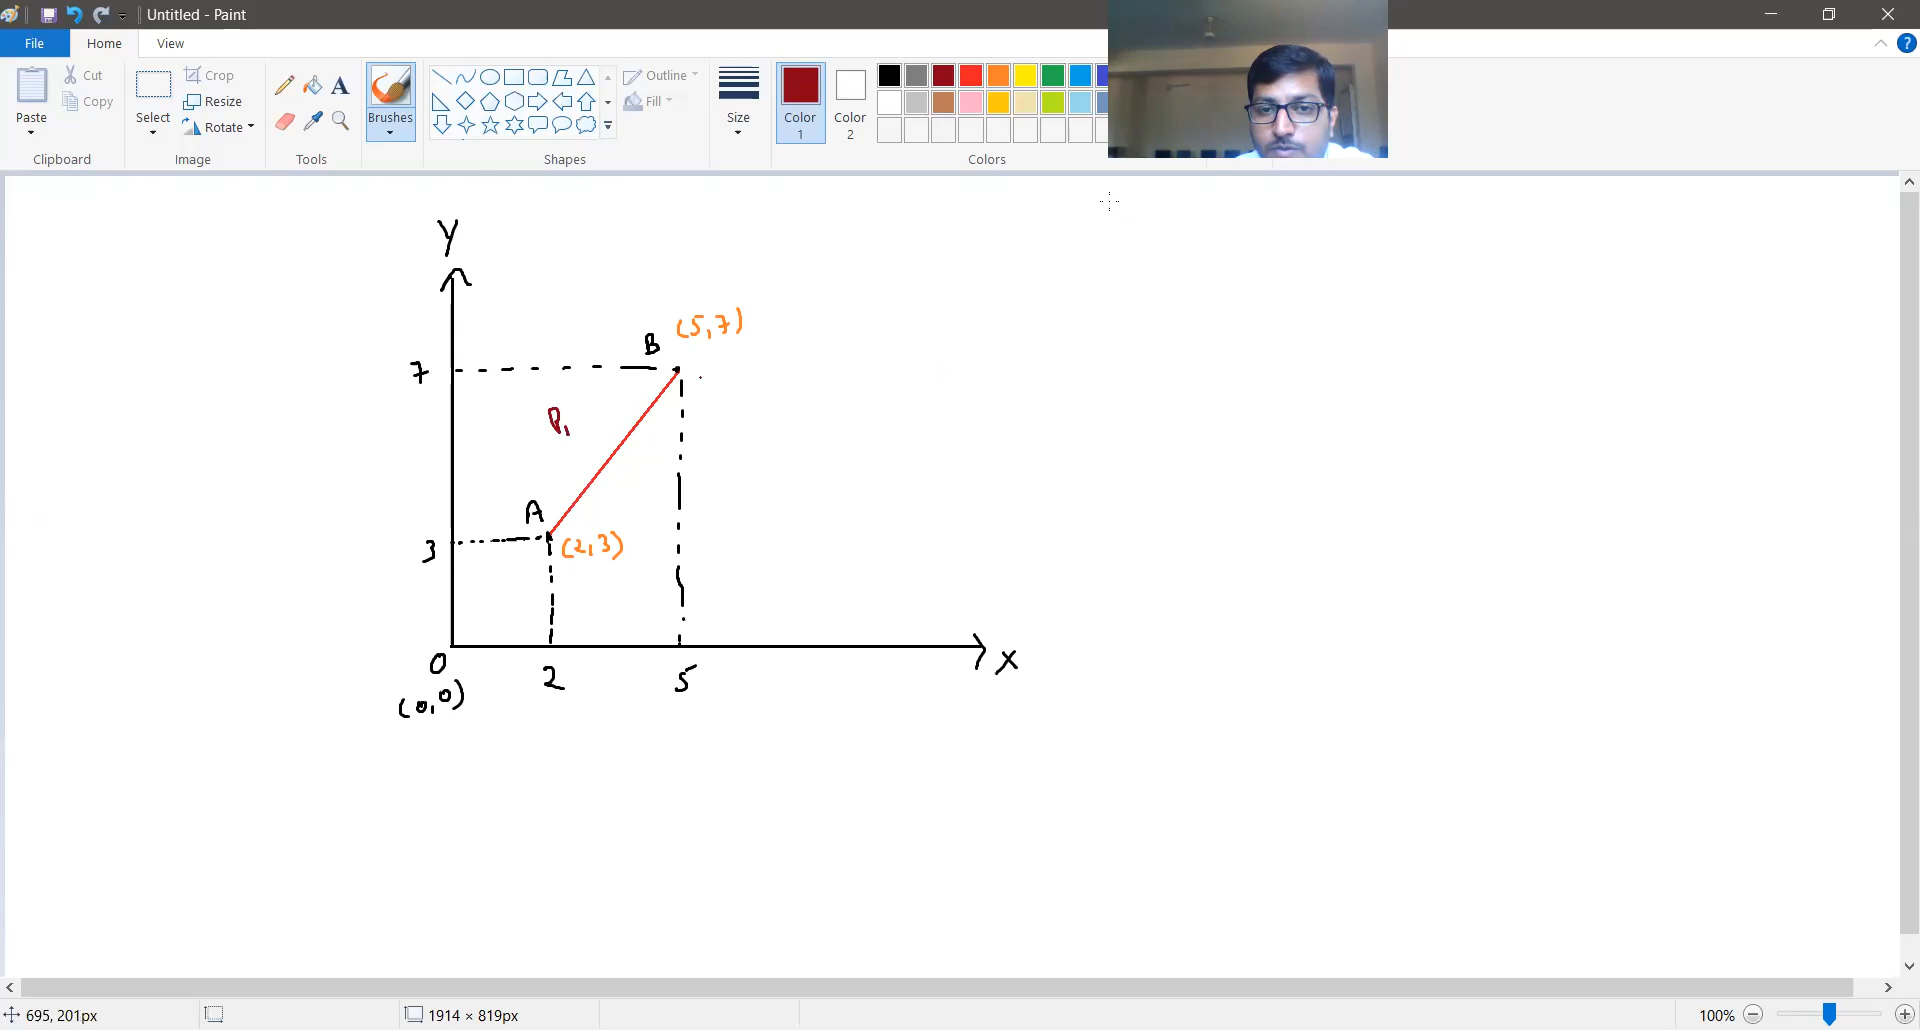 Untitled - Paint
File Home View
Paste
Cut
Copy
Clipboard
Select
Crop
Resize
Rotate
Image
A
Tools
Brushes
Outline
Fill
Shapes
Size
Color 1
Color 2
Colors
Y
B (5,7)
7
P₁
A
(2,3)
3
O
(0,0)
2
5
X
695, 201px
1914 × 819px
100%